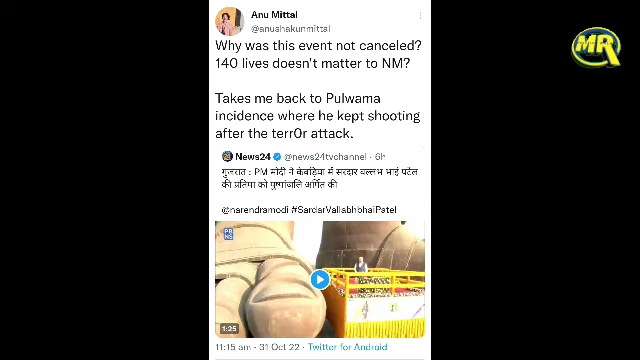 Anu Mittal
@anushakunmittal
Why was this event not canceled?
140 lives doesn't matter to NM?
Takes me back to Pulwama
incidence where he kept shooting
after the terr0r attack.
News24 @news24tvchannel · 6h
गुजरात : PM मोदी ने केवड़िया में सरदार वल्लभ भाई पटेल
की प्रतिमा को पुष्पांजलि अर्पित की
@narendramodi #SardarVallabhbhaiPatel
PB
NS
1:25
11:15 am · 31 Oct 22 · Twitter for Android
MR